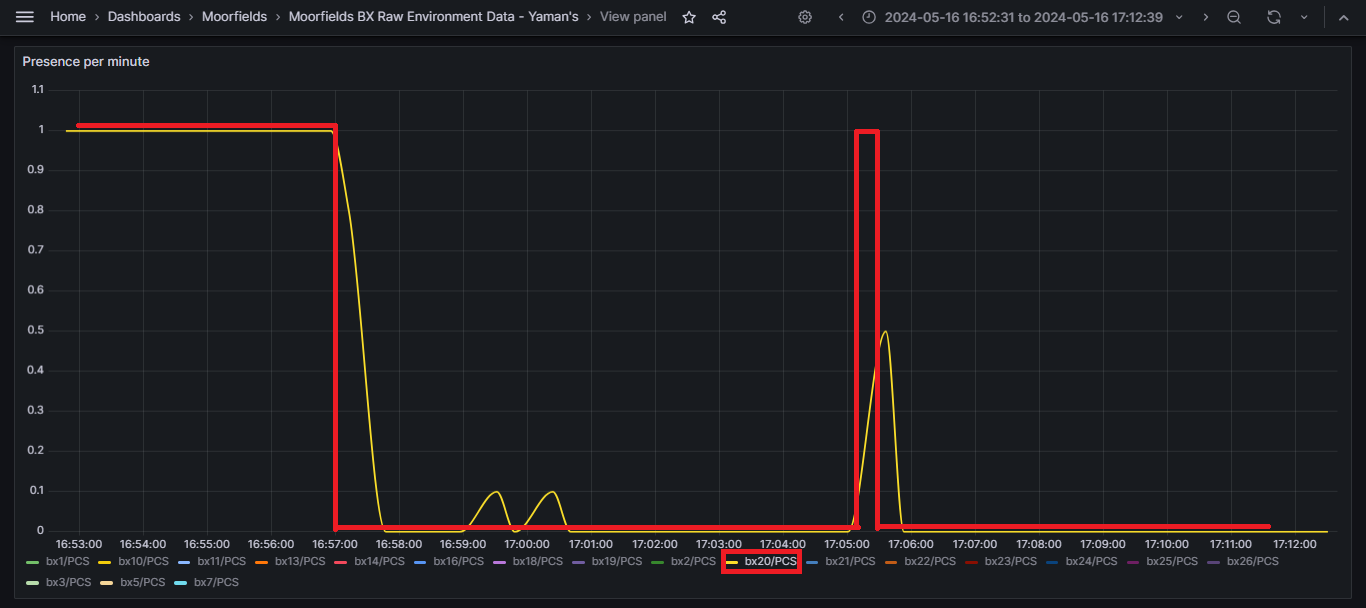 Home › Dashboards › Moorfields › Moorfields BX Raw Environment Data - Yaman's › View panel 2024-05-16 16:52:31 to 2024-05-16 17:12:39
Presence per minute
1.1
1
0.9
0.8
0.7
0.6
0.5
0.4
0.3
0.2
0.1
0
16:53:00 16:54:00 16:55:00 16:56:00 16:57:00 16:58:00 16:59:00 17:00:00 17:01:00 17:02:00 17:03:00 17:04:00 17:05:00 17:06:00 17:07:00 17:08:00 17:09:00 17:10:00 17:11:00 17:12:00
bx1/PCS bx10/PCS bx11/PCS bx13/PCS bx14/PCS bx16/PCS bx18/PCS bx19/PCS bx2/PCS bx20/PCS bx21/PCS bx22/PCS bx23/PCS bx24/PCS bx25/PCS bx26/PCS
bx3/PCS bx5/PCS bx7/PCS